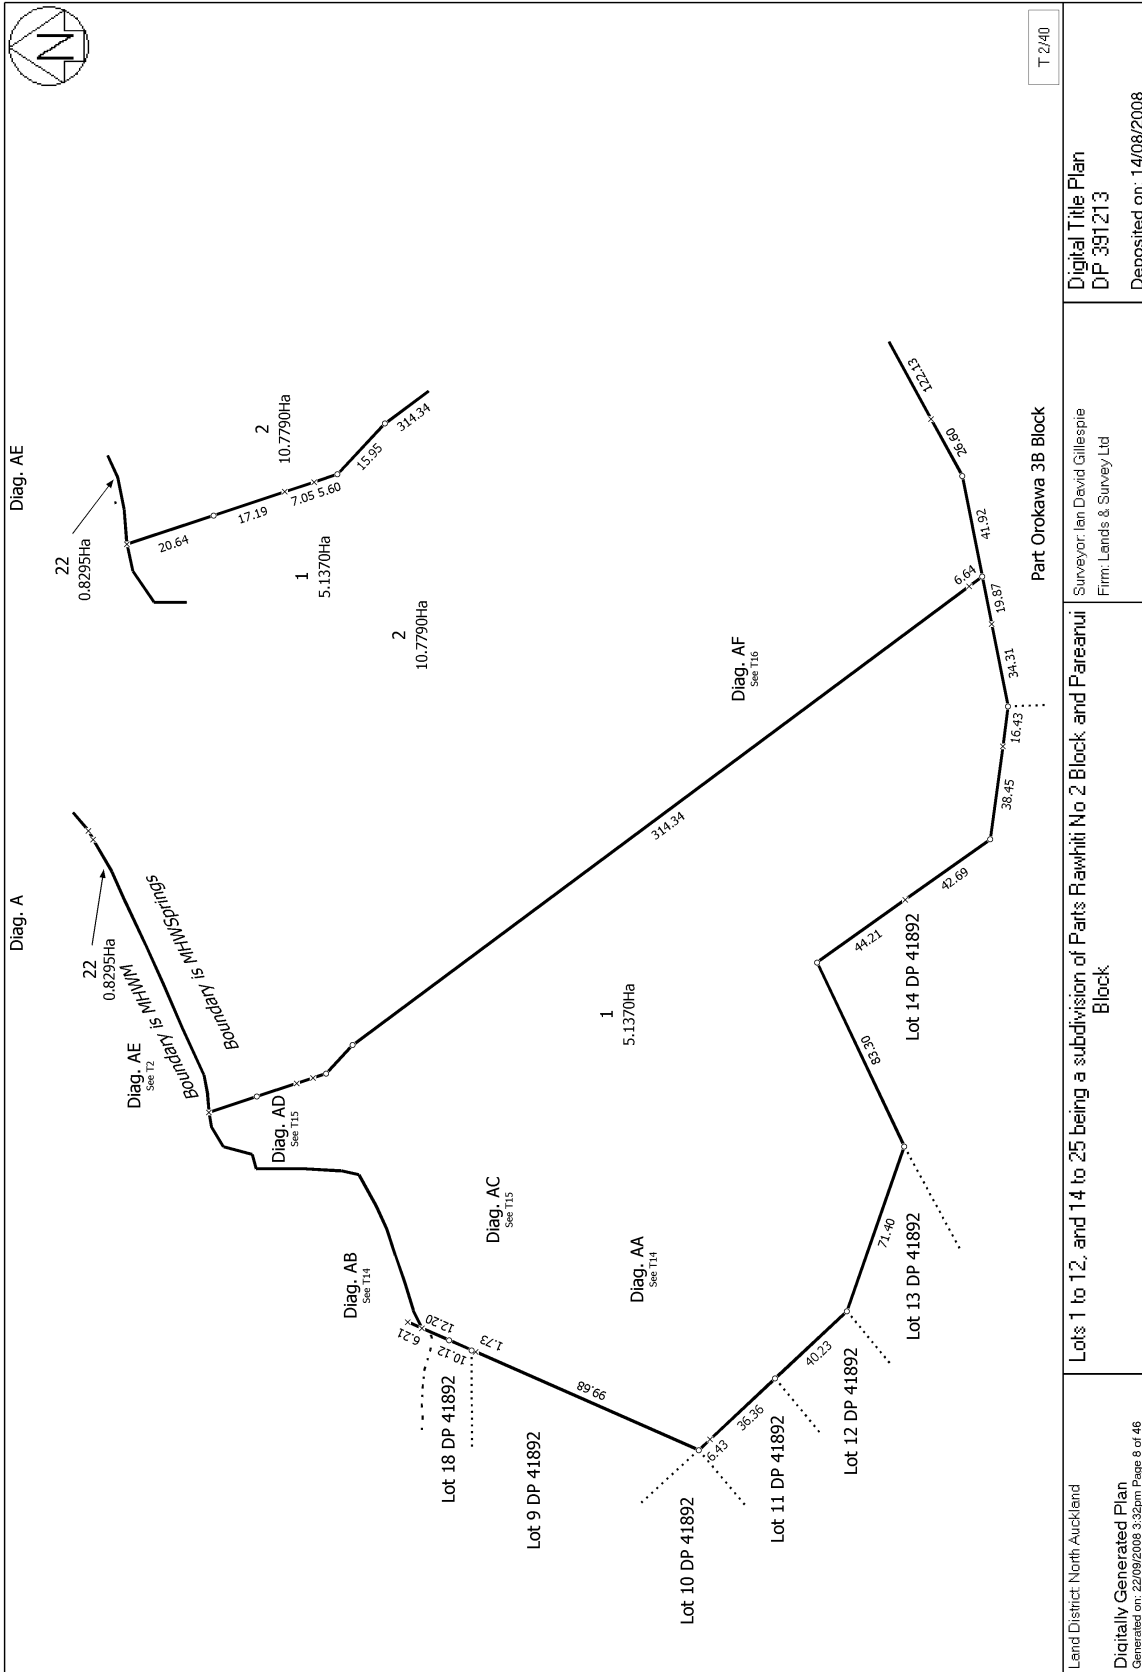 N
Diag. A
Diag. AE
22
0.8295Ha
22
0.8295Ha
Diag. AE
See T2
Boundary is MHWM
Boundary is MHWSprings
20.64
17.19
7.05
5.60
15.95
314.34
2
10.7790Ha
1
5.1370Ha
2
10.7790Ha
Diag. AD
See T15
Diag. AB
See T14
Diag. AC
See T15
Diag. AA
See T14
Diag. AF
See T16
314.34
1
5.1370Ha
6.21
12.20
10.12
1.73
99.68
6.43
36.36
40.23
71.40
83.30
44.21
42.69
38.45
16.43
34.31
19.87
6.64
41.92
26.60
122.13
Lot 18 DP 41892
Lot 9 DP 41892
Lot 10 DP 41892
Lot 11 DP 41892
Lot 12 DP 41892
Lot 13 DP 41892
Lot 14 DP 41892
Part Orokawa 3B Block
T 2/40
Land District: North Auckland
Digitally Generated Plan
Generated on: 22/09/2008 3:32pm Page 8 of 46
Lots 1 to 12, and 14 to 25 being a subdivision of Parts Rawhiti No 2 Block and Pareanui
Block
Surveyor: Ian David Gillespie
Firm: Lands & Survey Ltd
Digital Title Plan
DP 391213
Deposited on: 14/08/2008